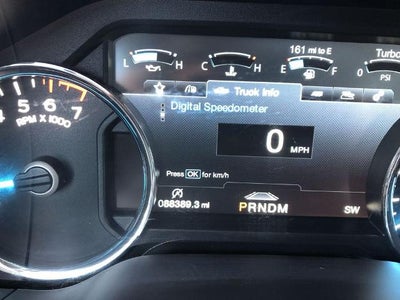 161 mi to E
Turbo
L H C H E F 0
PSI
Truck Info
Digital Speedometer
4 5 6 7
RPM X 1000
0 MPH
Press OK for km/h
088389.3 mi
PRNDM
SW